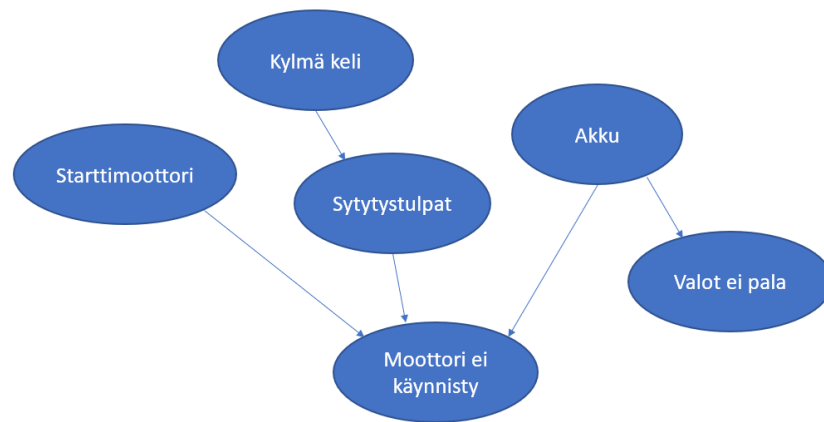 Kylmä keli
Akku
Starttimoottori
Sytytystulpat
Valot ei pala
Moottori ei
käynnisty